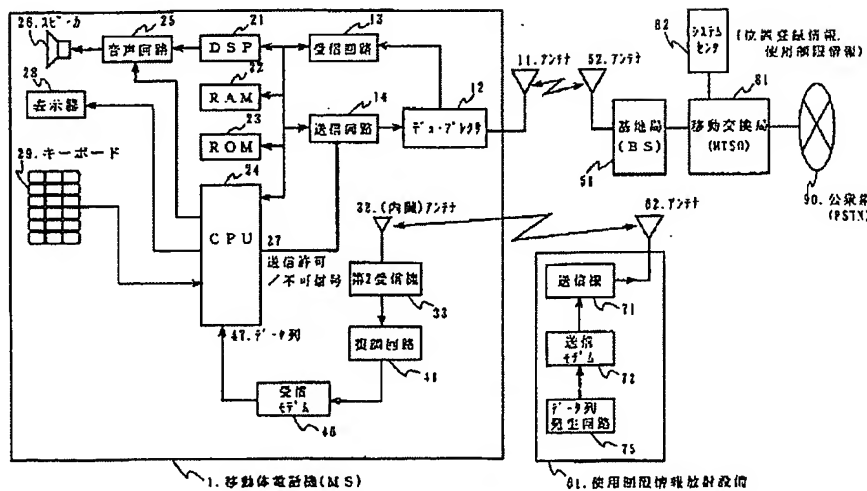 26.スピーカ
25
音声回路
21
DSP
13
受信回路
28
表示器
22
RAM
23
ROM
14
送信回路
12
デュープレクタ
11.アンテナ
52.アンテナ
基地局
(BS)
62
システム
センタ
(位置登録情報,
使用制限情報)
81
移動交換局
(MTSO)
90.公衆網
(PSTN)
29.キーボード
24
CPU
27
送信許可
/不可信号
47.データ列
32.(内蔵)アンテナ
第2受信機
33
復調回路
受信
モデム
62.アンテナ
送信機
71
送信
モデム
72
データ列
発生回路
75
1.移動体電話機(MS)
61.使用制限情報放射設備